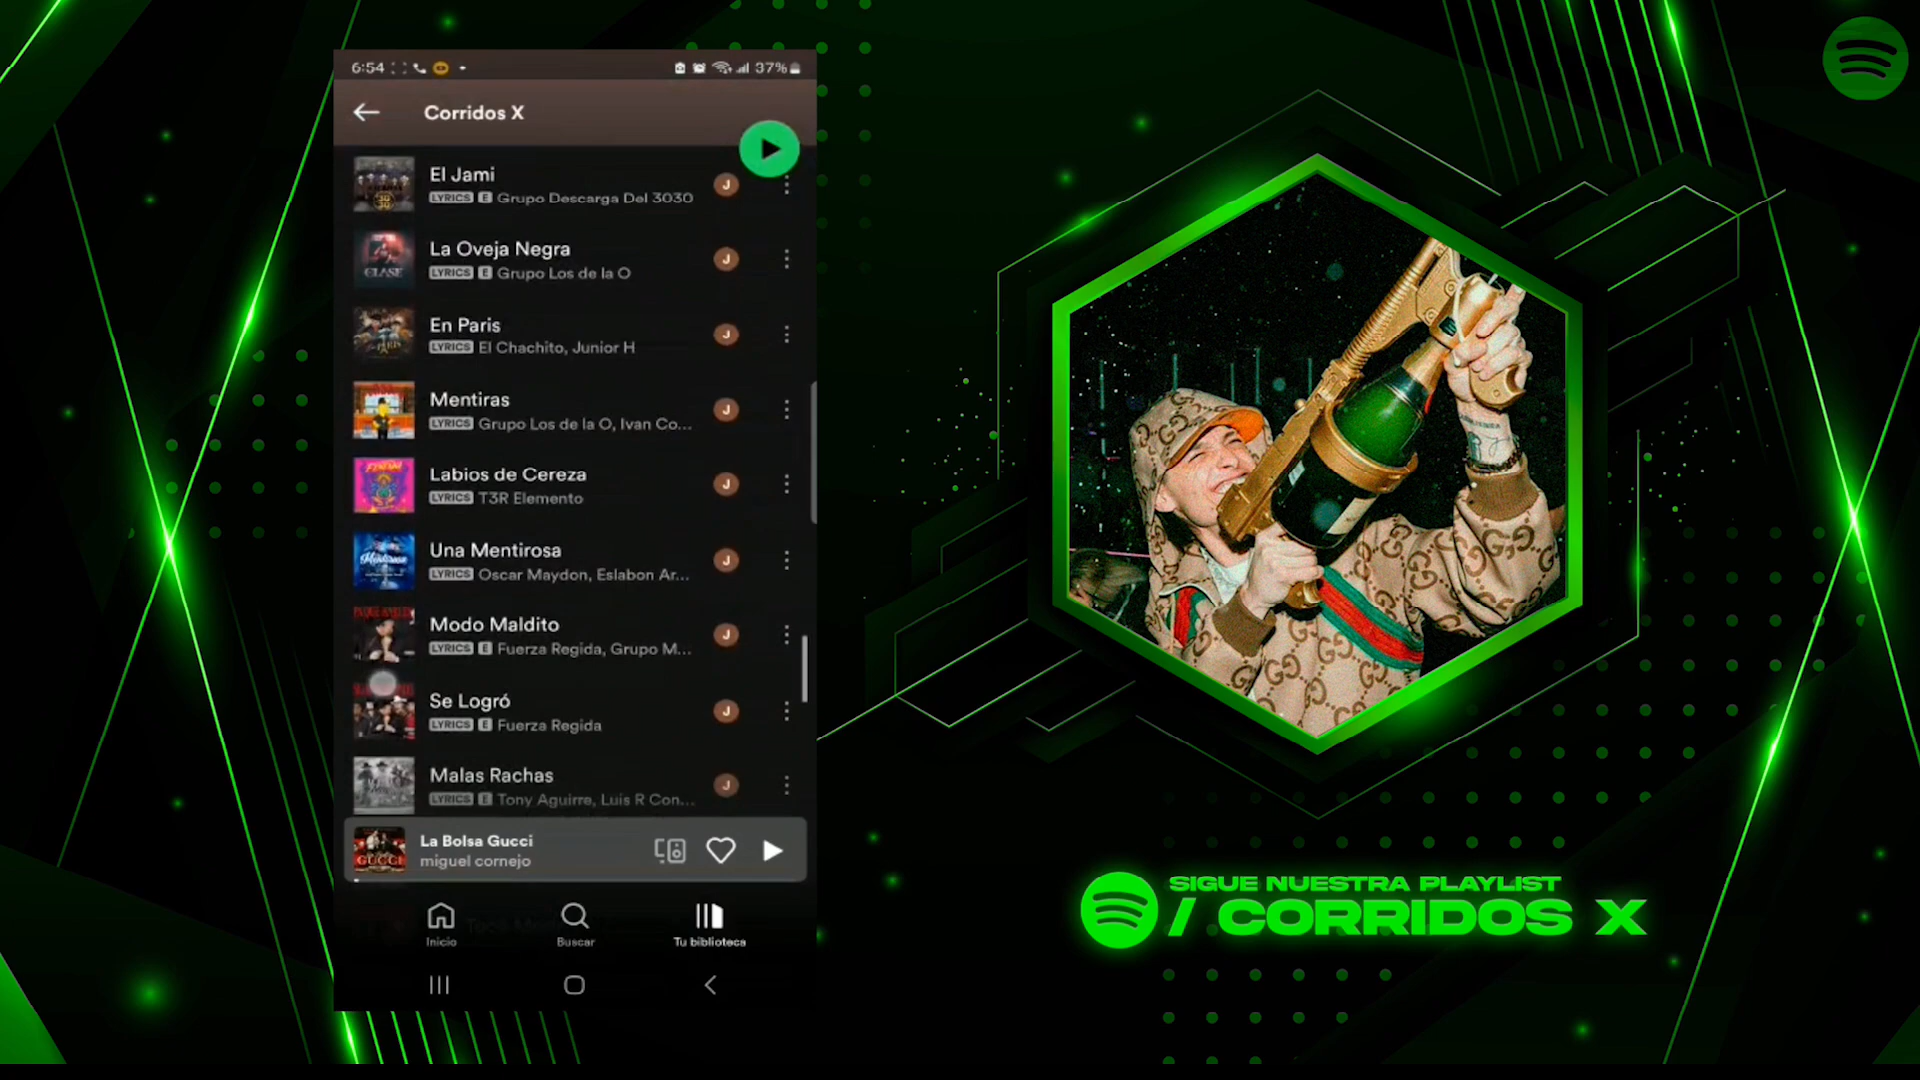 6:54
37%
Corridos X
El Jami
LYRICS E Grupo Descarga Del 3030
La Oveja Negra
LYRICS E Grupo Los de la O
CLASE
En Paris
LYRICS El Chachito, Junior H
PARIS
Mentiras
LYRICS Grupo Los de la O, Ivan Co...
Labios de Cereza
LYRICS T3R Elemento
Una Mentirosa
LYRICS Oscar Maydon, Eslabon Ar...
Mentirosa
Modo Maldito
LYRICS E Fuerza Regida, Grupo M...
Se Logró
LYRICS E Fuerza Regida
Malas Rachas
LYRICS E Tony Aguirre, Luis R Con...
J
J
J
J
J
J
J
J
J
La Bolsa Gucci
miguel cornejo
GUCCI
Inicio
Buscar
Tu biblioteca
SIGUE NUESTRA PLAYLIST
/ CORRIDOS X